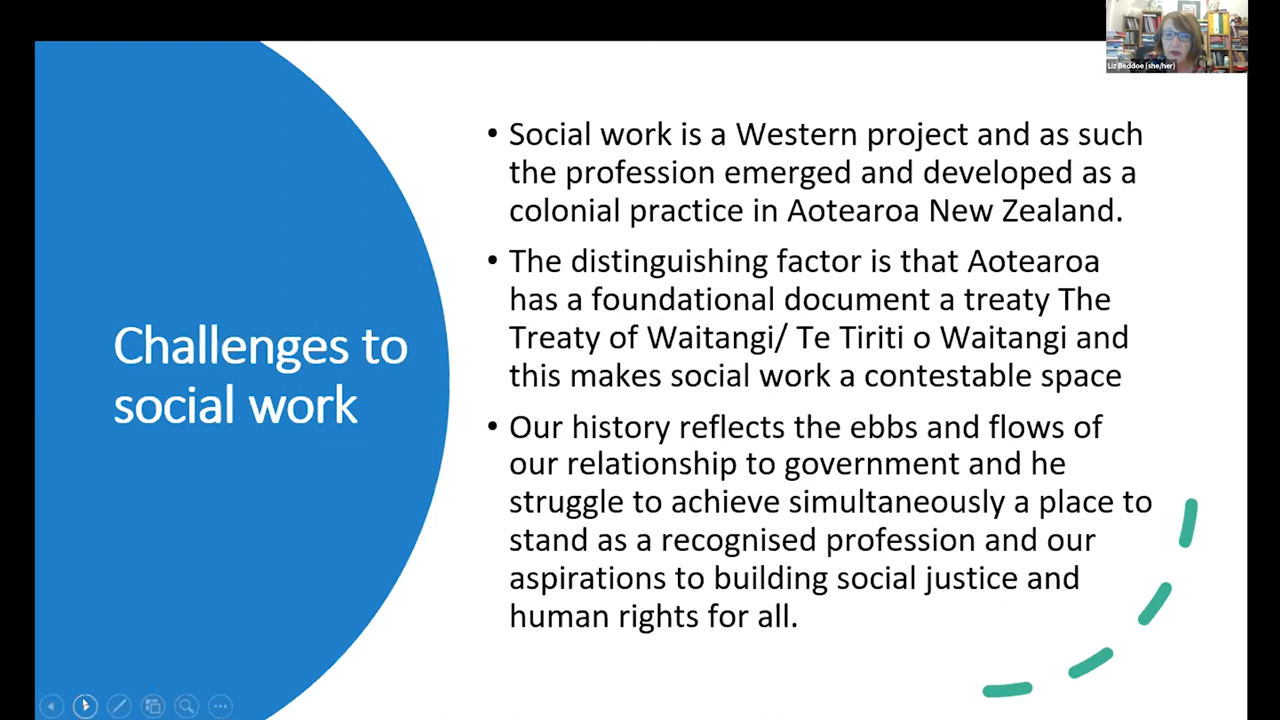 Liz Beddoe (she/her)
Challenges to
social work
• Social work is a Western project and as such
the profession emerged and developed as a
colonial practice in Aotearoa New Zealand.
• The distinguishing factor is that Aotearoa
has a foundational document a treaty The
Treaty of Waitangi/ Te Tiriti o Waitangi and
this makes social work a contestable space
• Our history reflects the ebbs and flows of
our relationship to government and he
struggle to achieve simultaneously a place to
stand as a recognised profession and our
aspirations to building social justice and
human rights for all.